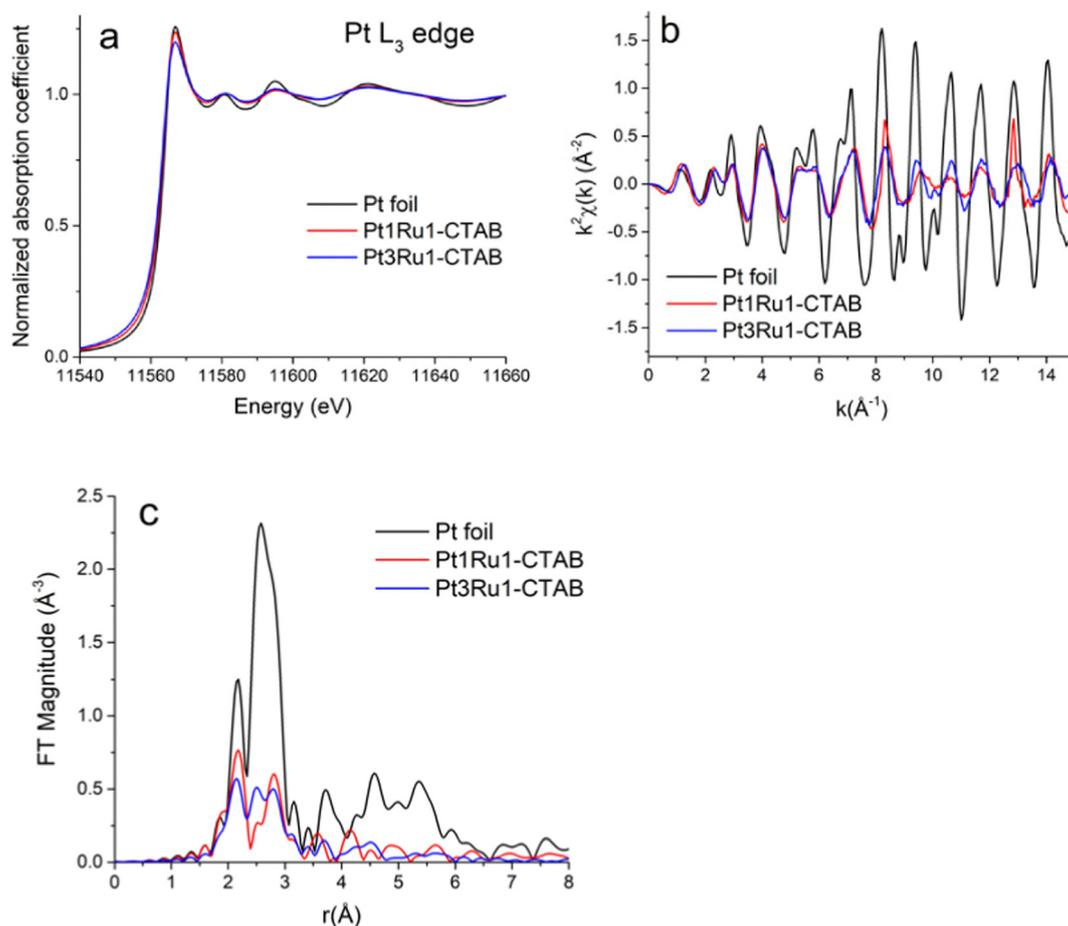 a
Pt L3 edge
Normalized absorption coefficient
1.0
0.5
0.0
Pt foil
Pt1Ru1-CTAB
Pt3Ru1-CTAB
11540 11560 11580 11600 11620 11640 11660
Energy (eV)
b
k²χ(k) (Å⁻²)
1.5
1.0
0.5
0.0
-0.5
-1.0
-1.5
Pt foil
Pt1Ru1-CTAB
Pt3Ru1-CTAB
0 2 4 6 8 10 12 14
k(Å⁻¹)
c
FT Magnitude (Å⁻³)
2.5
2.0
1.5
1.0
0.5
0.0
Pt foil
Pt1Ru1-CTAB
Pt3Ru1-CTAB
0 1 2 3 4 5 6 7 8
r(Å)